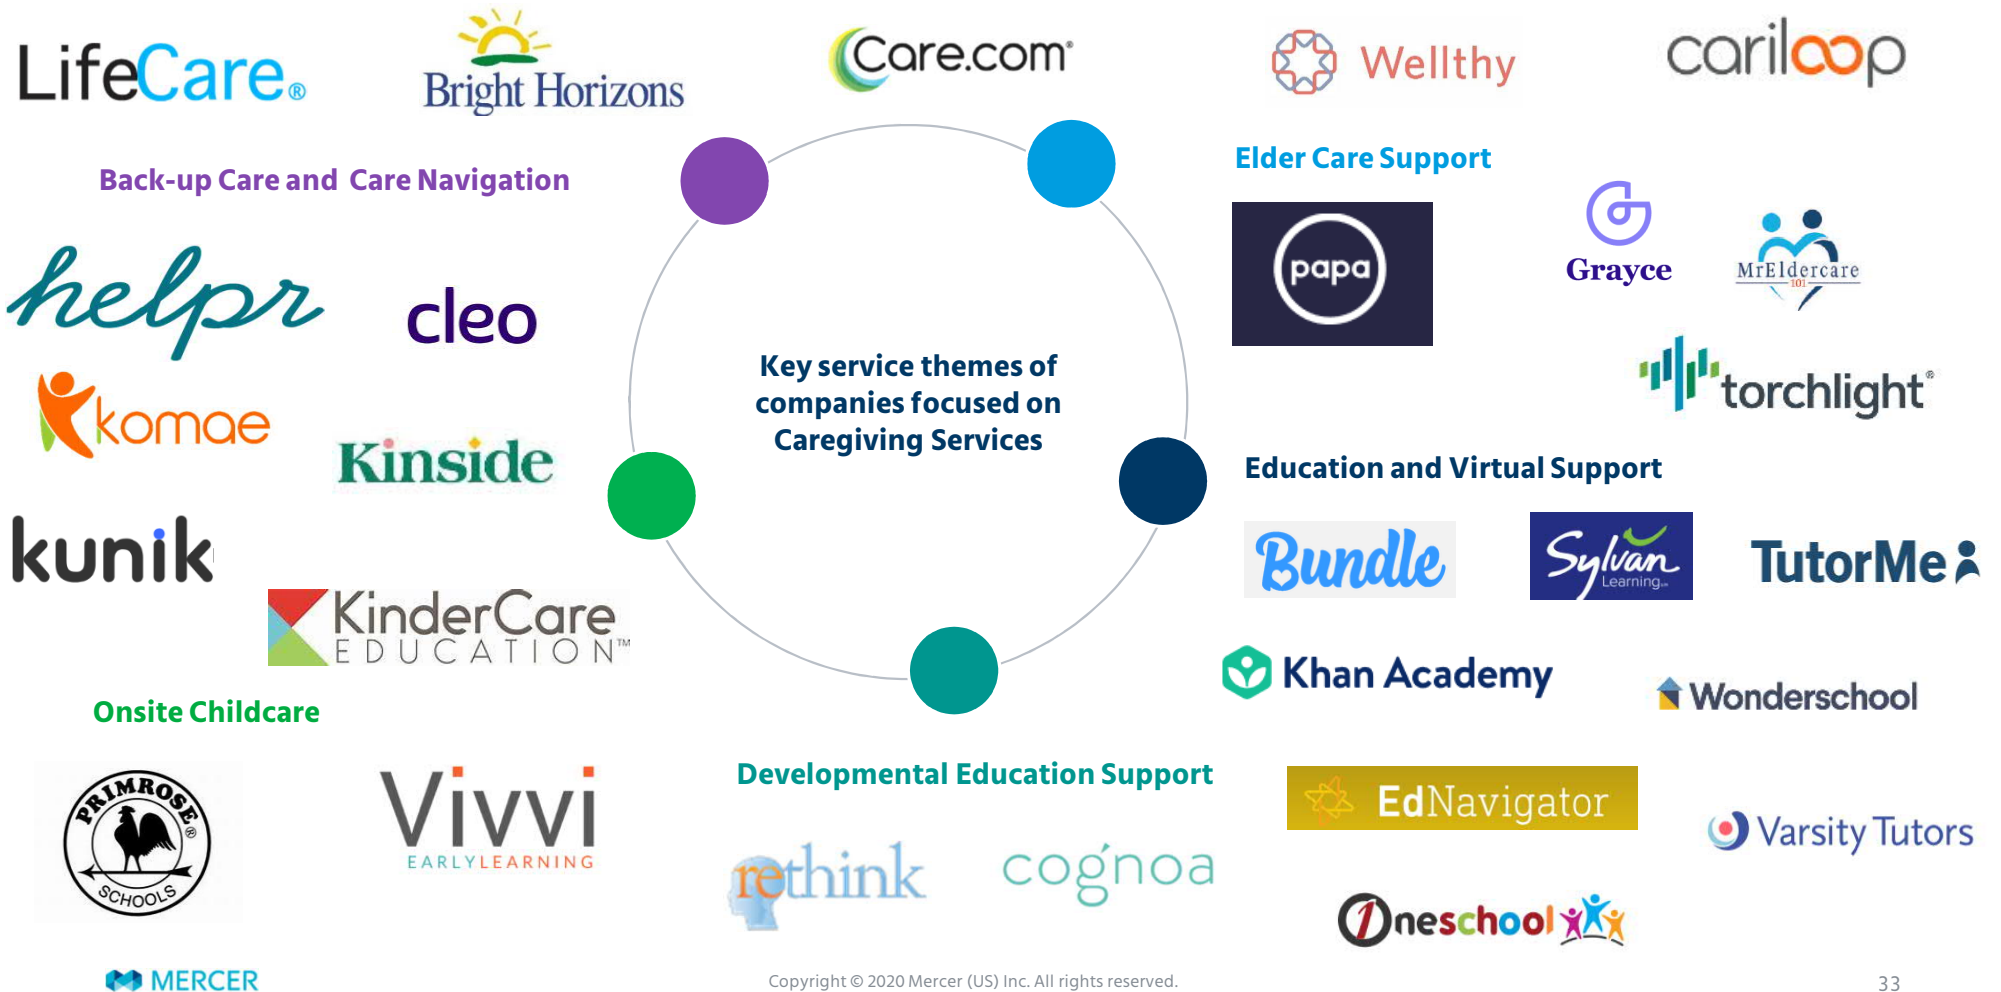 LifeCare®
Bright Horizons
Care.com®
Wellthy
cariloop
Back-up Care and Care Navigation
Elder Care Support
helpr
cleo
papa
Grayce
MrEldercare
101
komae
Kinside
torchlight®
Key service themes of
companies focused on
Caregiving Services
kunik
KinderCare
EDUCATION™
Education and Virtual Support
Bundle
Sylvan
Learning℠
TutorMe
Khan Academy
Wonderschool
Onsite Childcare
PRIMROSE®
SCHOOLS
Vivvi
EARLYLEARNING
Developmental Education Support
rethink
cognoa
EdNavigator
Varsity Tutors
Oneschool
MERCER
Copyright © 2020 Mercer (US) Inc. All rights reserved.
33